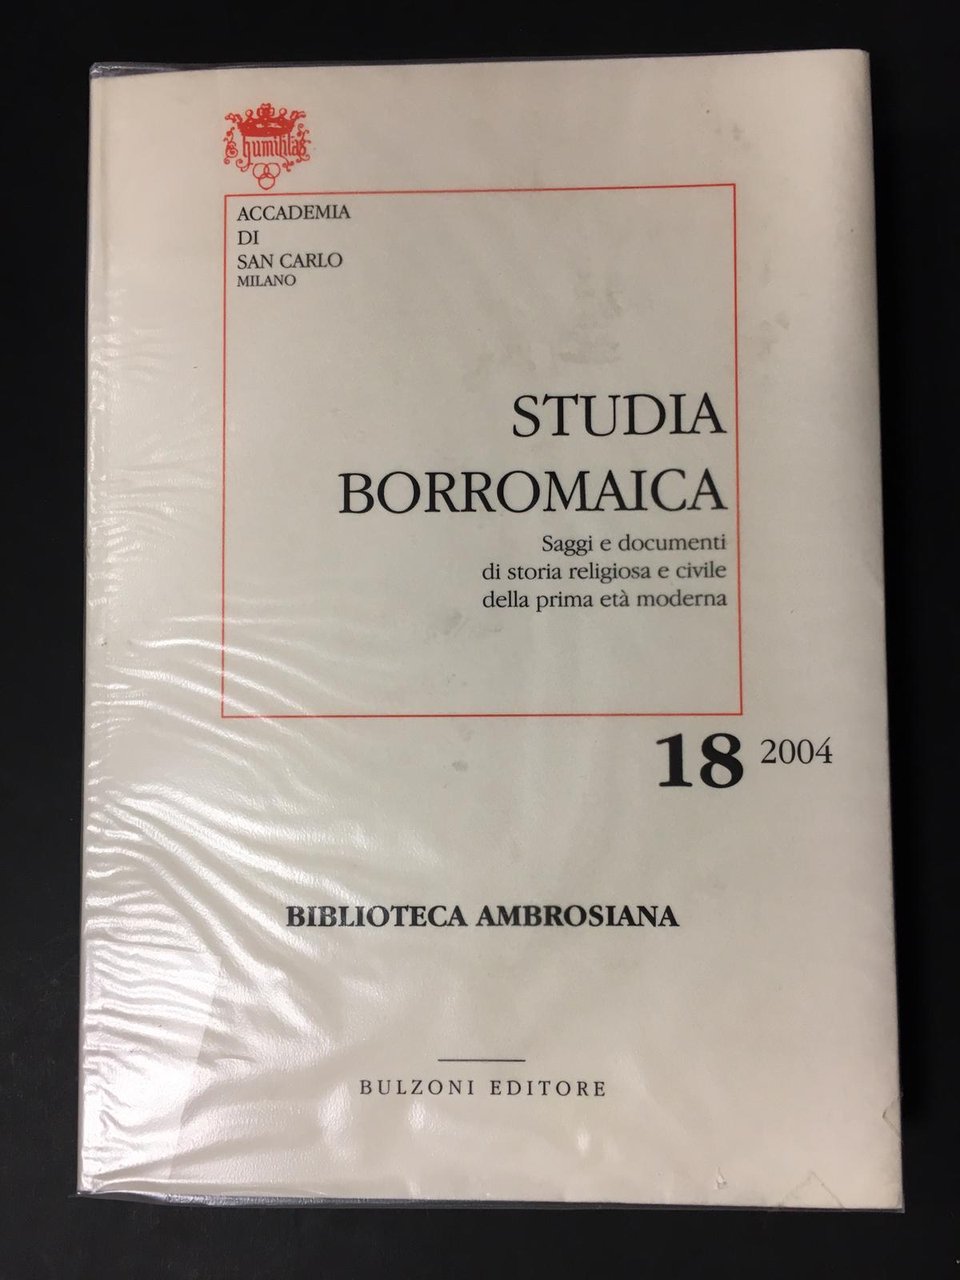 humilitas
ACCADEMIA
DI
SAN CARLO
MILANO
STUDIA
BORROMAICA
Saggi e documenti
di storia religiosa e civile
della prima età moderna
18 2004
BIBLIOTECA AMBROSIANA
BULZONI EDITORE